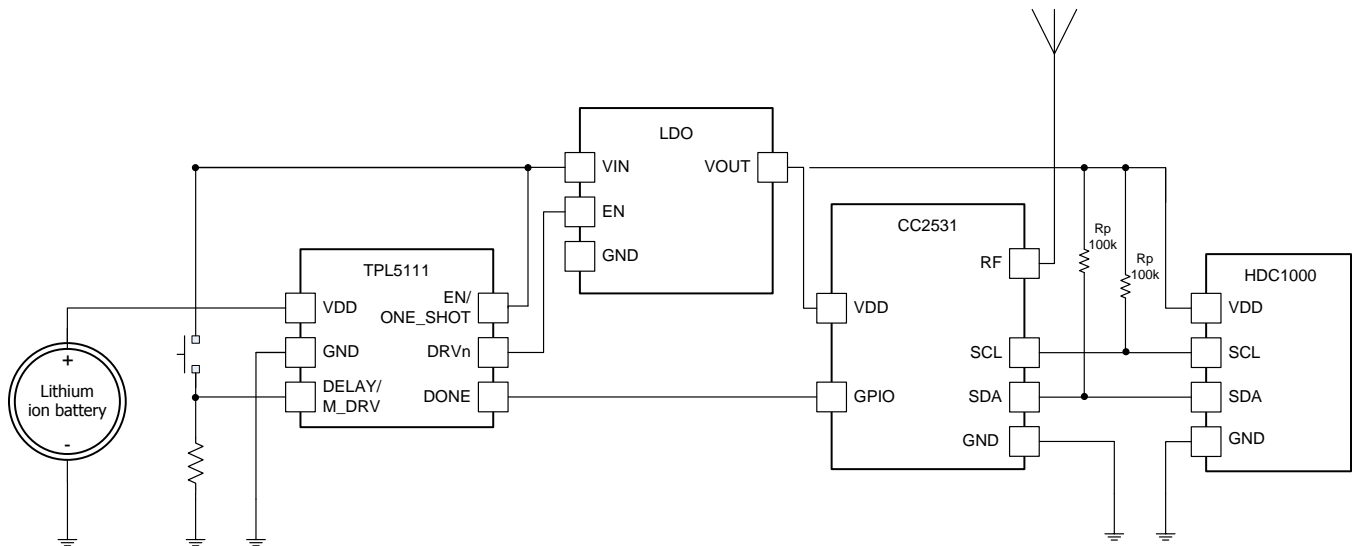 LDO
VIN
VOUT
EN
GND
TPL5111
VDD
EN/
ONE_SHOT
GND
DRVn
DELAY/
M_DRV
DONE
+
Lithium
ion battery
-
CC2531
RF
VDD
SCL
GPIO
SDA
GND
Rp
100k
Rp
100k
HDC1000
VDD
SCL
SDA
GND